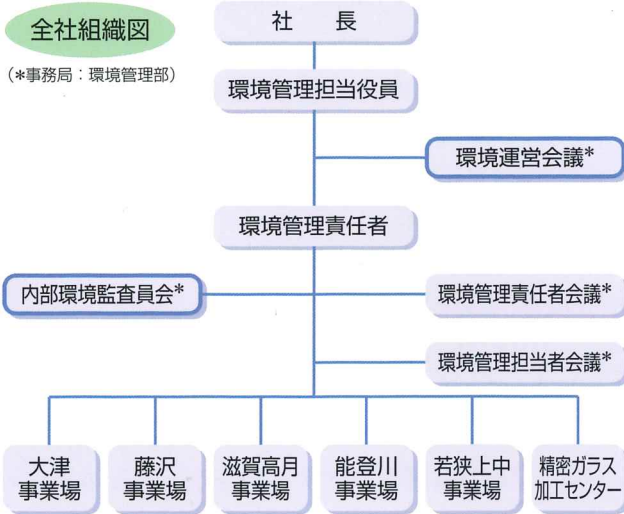 全社組織図
(*事務局：環境管理部)
社　長
環境管理担当役員
環境運営会議*
環境管理責任者
内部環境監査員会*
環境管理責任者会議*
環境管理担当者会議*
大津
事業場
藤沢
事業場
滋賀高月
事業場
能登川
事業場
若狭上中
事業場
精密ガラス
加工センター